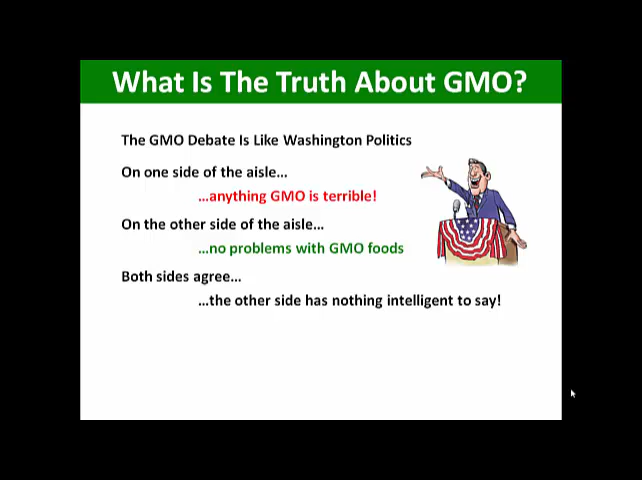 What Is The Truth About GMO?
The GMO Debate Is Like Washington Politics
On one side of the aisle...
...anything GMO is terrible!
On the other side of the aisle...
...no problems with GMO foods
Both sides agree...
...the other side has nothing intelligent to say!